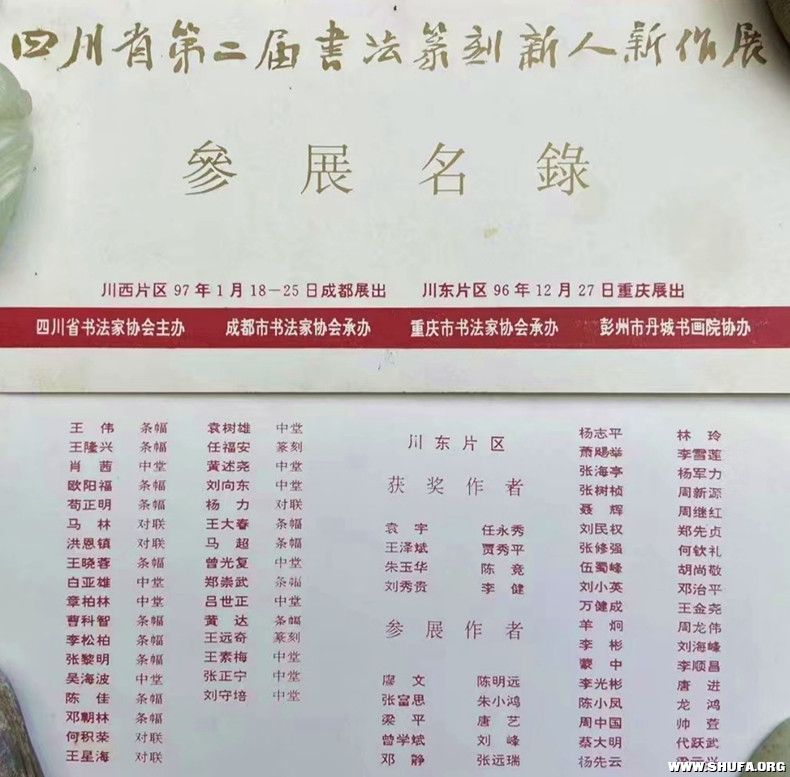 四川省第二届书法篆刻新人新作展
參展名錄
川西片区97年1月18－25日成都展出 川东片区96年12月27日重庆展出
四川省书法家协会主办 成都市书法家协会承办 重庆市书法家协会承办 彭州市丹城书画院协办
王伟 条幅
王隆兴 条幅
肖茜 中堂
欧阳福 条幅
苟正明 条幅
马林 对联
洪恩镇 对联
王晓蓉 条幅
白亚雄 中堂
章柏林 中堂
曹科智 条幅
李松柏 条幅
张黎明 条幅
吴海波 中堂
陈佳 条幅
邓朝林 条幅
何积荣 对联
王星海 对联
袁树雄 中堂
任福安 篆刻
黄述尧 中堂
刘向东 中堂
杨力 对联
王大春 条幅
马超 条幅
曾光复 中堂
郑崇武 条幅
吕世正 中堂
黄达 条幅
王远奇 篆刻
王素梅 中堂
张正宁 中堂
刘守培 中堂
川东片区
获奖作者
袁宇 任永秀
王泽斌 贾秀平
朱玉华 陈竞
刘秀贵 李健
参展作者
廖文 陈明远
张富思 朱小鸿
梁平 唐艺
曾学斌 刘峰
邓静 张远瑞
杨志平 林玲
萧飏举 李雪莲
张海亭 杨军力
张树桢 周新源
聂辉 周继红
刘民权 郑先贞
张修强 何钦礼
伍蜀峰 胡尚敬
刘小英 邓治平
万健成 王金尧
羊炯 周龙伟
李彬 刘海峰
蒙中 李顺昌
李光彬 唐进
陈小凤 龙鸿
周中国 帅萱
蔡大明 代跃武
杨先云
WWW.SHUFA.ORG